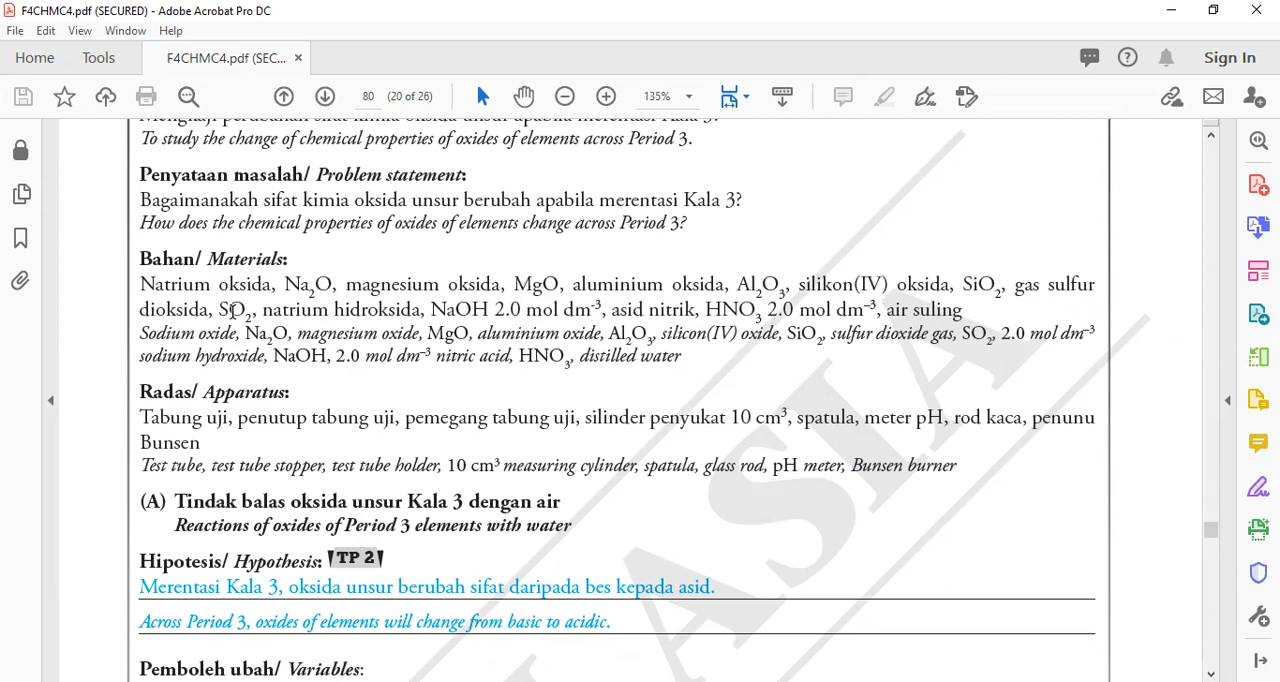 F4CHMC4.pdf (SECURED) - Adobe Acrobat Pro DC
File Edit View Window Help
Home Tools F4CHMC4.pdf (SEC... × Sign In
80 (20 of 26) 135%
Mengkaji perubahan sifat kimia oksida unsur apabila merentasi Kala 3.
To study the change of chemical properties of oxides of elements across Period 3.
Penyataan masalah/ Problem statement:
Bagaimanakah sifat kimia oksida unsur berubah apabila merentasi Kala 3?
How does the chemical properties of oxides of elements change across Period 3?
Bahan/ Materials:
Natrium oksida, Na₂O, magnesium oksida, MgO, aluminium oksida, Al₂O₃, silikon(IV) oksida, SiO₂, gas sulfur
dioksida, SO₂, natrium hidroksida, NaOH 2.0 mol dm⁻³, asid nitrik, HNO₃ 2.0 mol dm⁻³, air suling
Sodium oxide, Na₂O, magnesium oxide, MgO, aluminium oxide, Al₂O₃, silicon(IV) oxide, SiO₂, sulfur dioxide gas, SO₂, 2.0 mol dm⁻³
sodium hydroxide, NaOH, 2.0 mol dm⁻³ nitric acid, HNO₃, distilled water
Radas/ Apparatus:
Tabung uji, penutup tabung uji, pemegang tabung uji, silinder penyukat 10 cm³, spatula, meter pH, rod kaca, penunu
Bunsen
Test tube, test tube stopper, test tube holder, 10 cm³ measuring cylinder, spatula, glass rod, pH meter, Bunsen burner
(A) Tindak balas oksida unsur Kala 3 dengan air
Reactions of oxides of Period 3 elements with water
Hipotesis/ Hypothesis: TP 2
Merentasi Kala 3, oksida unsur berubah sifat daripada bes kepada asid.
Across Period 3, oxides of elements will change from basic to acidic.
Pemboleh ubah/ Variables: